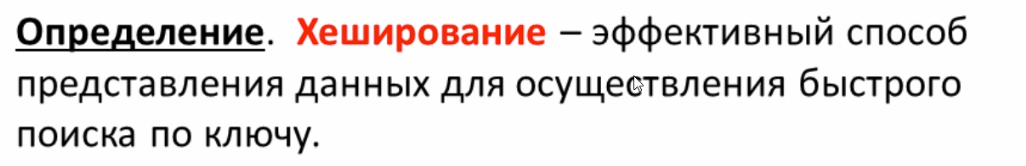 Определение. Хеширование – эффективный способ
представления данных для осуществления быстрого
поиска по ключу.